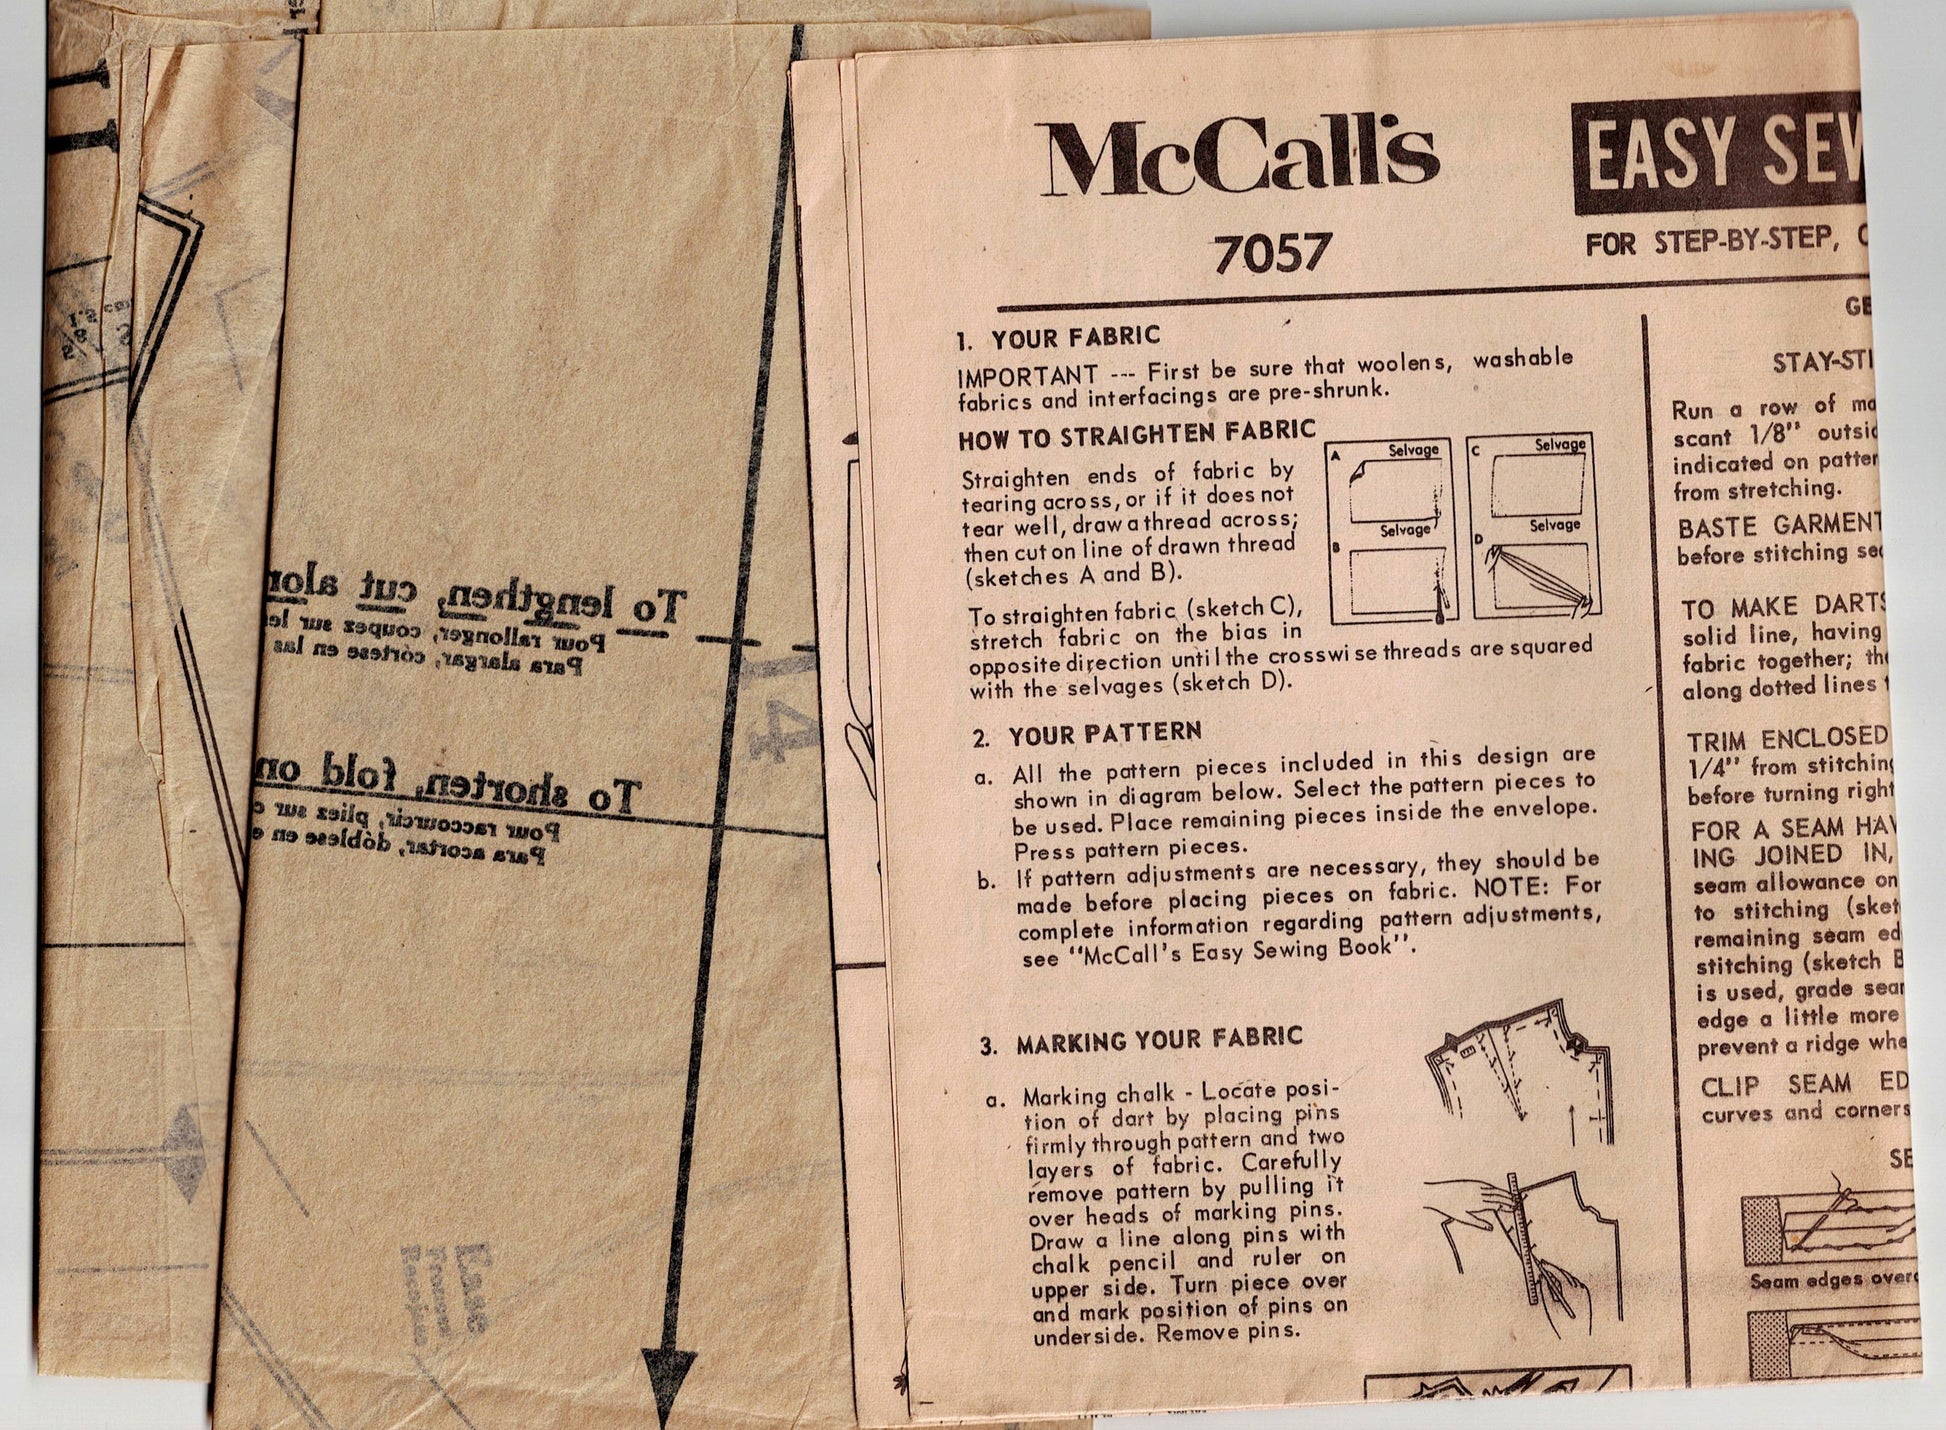 To lengthen, cut alon
Pour rallonger, coupez sur le
Para alargar, córtese en las
14
To shorten, fold on
Pour raccourcir, pliez sur
Para acortar, dóblese en
Ease
McCall's
7057
EASY SEW
FOR STEP-BY-STEP,
1. YOUR FABRIC
IMPORTANT --- First be sure that woolens, washable
fabrics and interfacings are pre-shrunk.
HOW TO STRAIGHTEN FABRIC
Straighten ends of fabric by
tearing across, or if it does not
tear well, draw a thread across;
then cut on line of drawn thread
(sketches A and B).
To straighten fabric (sketch C),
stretch fabric on the bias in
opposite direction until the crosswise threads are squared
with the selvages (sketch D).
A Selvage
Selvage
B
C Selvage
Selvage
D
2. YOUR PATTERN
a. All the pattern pieces included in this design are
shown in diagram below. Select the pattern pieces to
be used. Place remaining pieces inside the envelope.
Press pattern pieces.
b. If pattern adjustments are necessary, they should be
made before placing pieces on fabric. NOTE: For
complete information regarding pattern adjustments,
see "McCall's Easy Sewing Book".
3. MARKING YOUR FABRIC
a. Marking chalk - Locate posi-
tion of dart by placing pins
firmly through pattern and two
layers of fabric. Carefully
remove pattern by pulling it
over heads of marking pins.
Draw a line along pins with
chalk pencil and ruler on
upper side. Turn piece over
and mark position of pins on
underside. Remove pins.
GE
STAY-STI
Run a row of ma
scant 1/8" outsid
indicated on patter
from stretching.
BASTE GARMENT
before stitching sea
TO MAKE DARTS
solid line, having
fabric together; the
along dotted lines
TRIM ENCLOSED
1/4" from stitching
before turning right
FOR A SEAM HAV
ING JOINED IN,
seam allowance on
to stitching (sket
remaining seam ed
stitching (sketch B
is used, grade sear
edge a little more
prevent a ridge whe
CLIP SEAM ED
curves and corners
SE
Seam edges overc